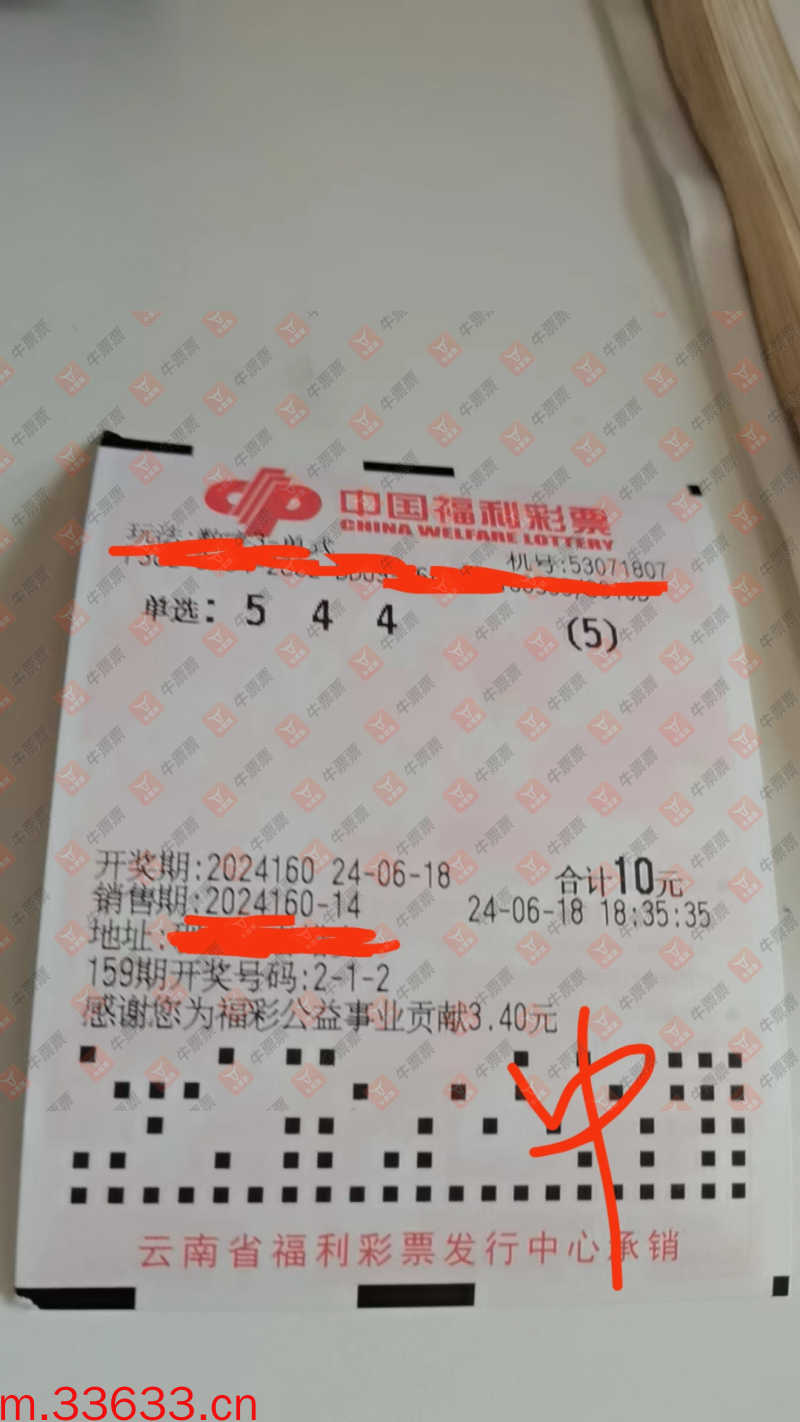 中国福利彩票
CHINA WELFARE LOTTERY
机号:53071807
单选: 5 4 4 (5)
开奖期:2024160 24-06-18 合计10元
销售期:2024160-14 24-06-18 18:35:35
地址:
159期开奖号码:2-1-2
感谢您为福彩公益事业贡献3.40元
中
云南省福利彩票发行中心承销
牛票票
m.33633.cn